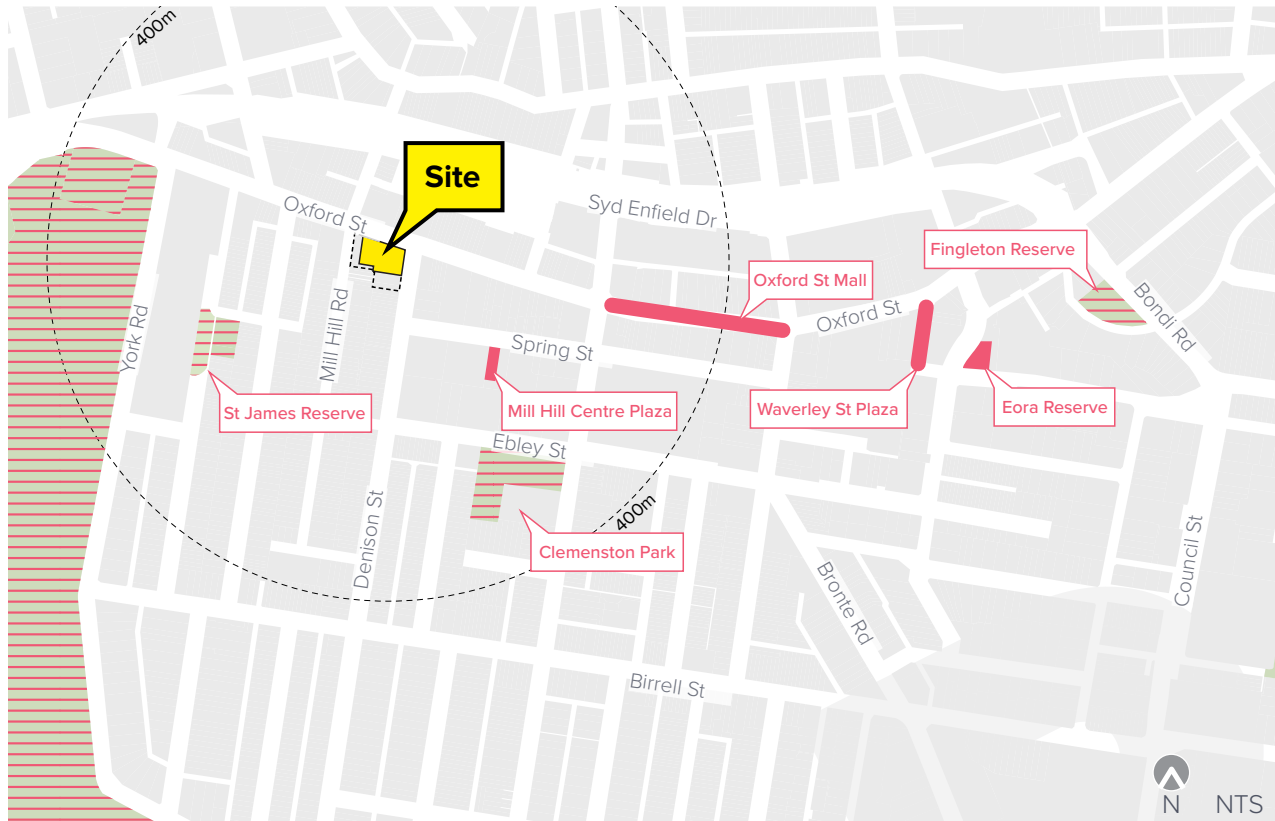 400m
Site
Oxford St
Syd Enfield Dr
Fingleton Reserve
Oxford St Mall
Bondi Rd
York Rd
Mill Hill Rd
Oxford St
Spring St
St James Reserve
Mill Hill Centre Plaza
Waverley St Plaza
Eora Reserve
Ebley St
400m
Denison St
Clemenston Park
Council St
Bronte Rd
Birrell St
N
NTS